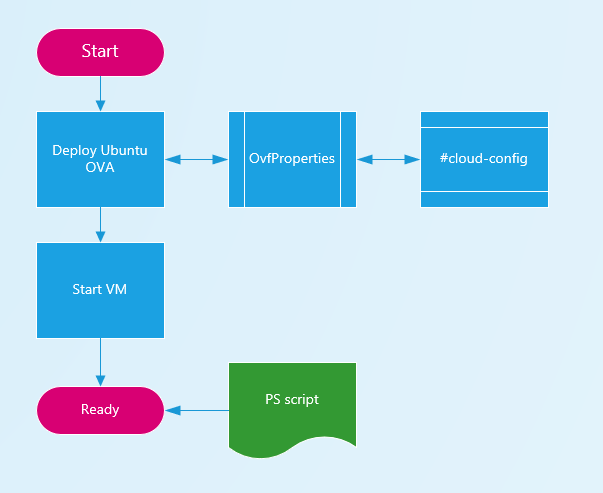 Start
Deploy Ubuntu
OVA
OvfProperties
#cloud-config
Start VM
Ready
PS script